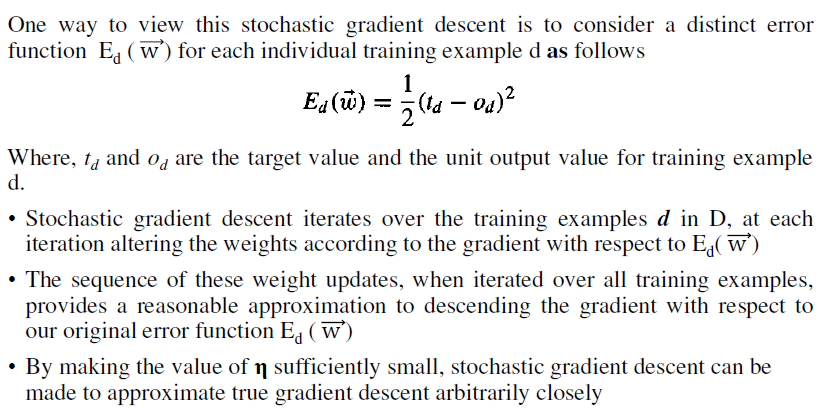 One way to view this stochastic gradient descent is to consider a distinct error
function E_d ( w⃗ ) for each individual training example d as follows
E_d(w⃗) = 1/2 (t_d − o_d)²
Where, t_d and o_d are the target value and the unit output value for training example
d.
• Stochastic gradient descent iterates over the training examples d in D, at each
iteration altering the weights according to the gradient with respect to E_d( w⃗ )
• The sequence of these weight updates, when iterated over all training examples,
provides a reasonable approximation to descending the gradient with respect to
our original error function E_d ( w⃗ )
• By making the value of η sufficiently small, stochastic gradient descent can be
made to approximate true gradient descent arbitrarily closely